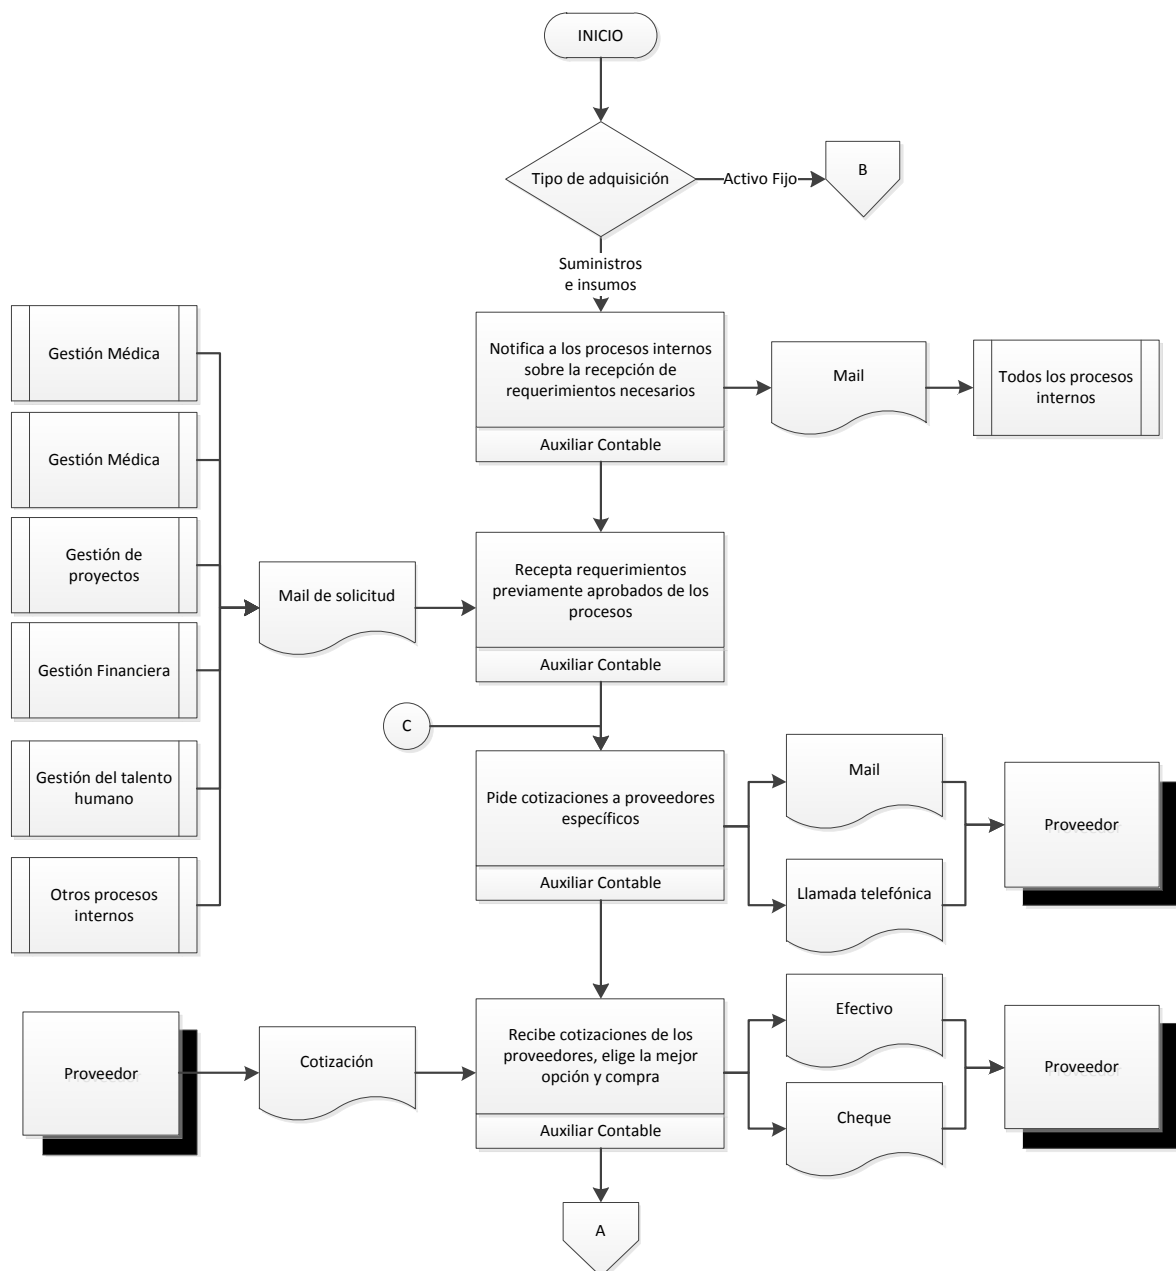 INICIO
Tipo de adquisición
Activo Fijo
B
Suministros
e insumos
Gestión Médica
Notifica a los procesos internos
sobre la recepción de
requerimientos necesarios
Auxiliar Contable
Mail
Todos los procesos
internos
Gestión Médica
Gestión de
proyectos
Mail de solicitud
Recepta requerimientos
previamente aprobados de los
procesos
Auxiliar Contable
Gestión Financiera
C
Gestión del talento
humano
Pide cotizaciones a proveedores
específicos
Auxiliar Contable
Mail
Llamada telefónica
Proveedor
Otros procesos
internos
Proveedor
Cotización
Recibe cotizaciones de los
proveedores, elige la mejor
opción y compra
Auxiliar Contable
Efectivo
Cheque
Proveedor
A